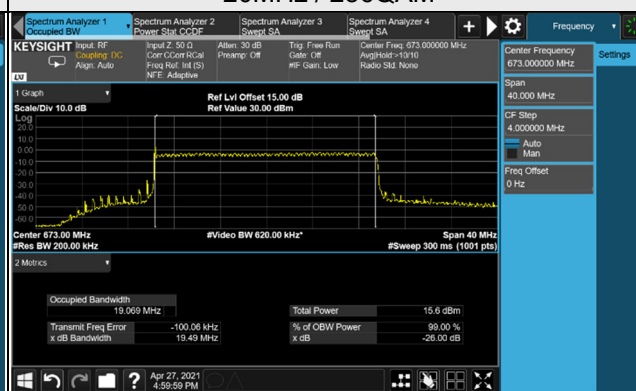 20MHz / 256QAM
Spectrum Analyzer 1
Occupied BW
Spectrum Analyzer 2
Power Stat CCDF
Spectrum Analyzer 3
Swept SA
Spectrum Analyzer 4
Swept SA
Frequency
KEYSIGHT
Input: RF
Coupling: DC
Align: Auto
Input Z: 50 Ω
Corr CCorr RCal
Freq Ref: Int (S)
NFE: Adaptive
Atten: 30 dB
Preamp: Off
Trig: Free Run
Gate: Off
#IF Gain: Low
Center Freq: 673.000000 MHz
Avg|Hold:>10/10
Radio Std: None
LXI
Center Frequency
673.000000 MHz
Settings
Span
40.000 MHz
CF Step
4.000000 MHz
Auto
Man
Freq Offset
0 Hz
1 Graph
Scale/Div 10.0 dB
Ref Lvl Offset 15.00 dB
Ref Value 30.00 dBm
Log
20.0
10.0
0.00
-10.0
-20.0
-30.0
-40.0
-50.0
-60.0
Center 673.00 MHz
#Res BW 200.00 kHz
#Video BW 620.00 kHz*
Span 40 MHz
#Sweep 300 ms (1001 pts)
2 Metrics
Occupied Bandwidth
19.069 MHz
Total Power
15.6 dBm
Transmit Freq Error
-100.06 kHz
% of OBW Power
99.00 %
x dB Bandwidth
19.49 MHz
x dB
-26.00 dB
Apr 27, 2021
4:59:59 PM